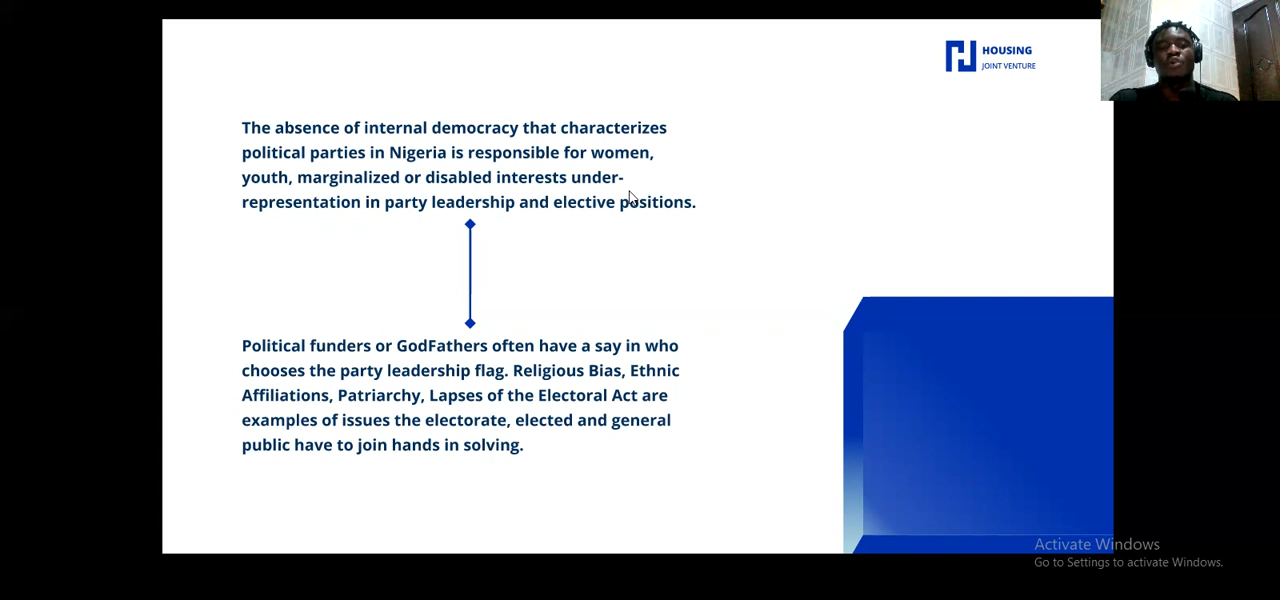 HOUSING
JOINT VENTURE
The absence of internal democracy that characterizes
political parties in Nigeria is responsible for women,
youth, marginalized or disabled interests under-
representation in party leadership and elective positions.
Political funders or GodFathers often have a say in who
chooses the party leadership flag. Religious Bias, Ethnic
Affiliations, Patriarchy, Lapses of the Electoral Act are
examples of issues the electorate, elected and general
public have to join hands in solving.
Activate Windows
Go to Settings to activate Windows.